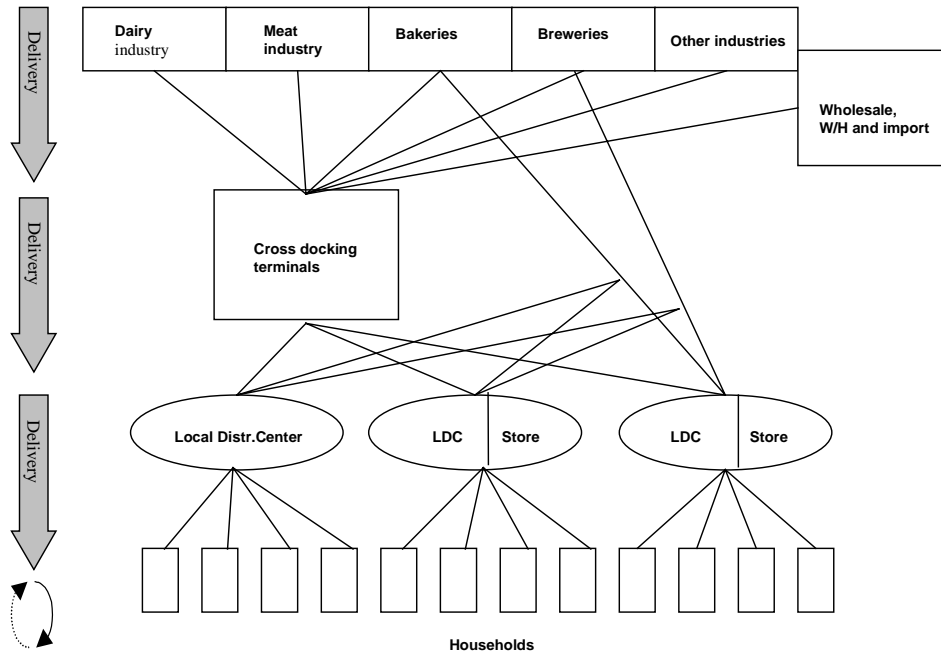 Delivery
Dairy
industry
Meat
industry
Bakeries
Breweries
Other industries
Wholesale,
W/H and import
Delivery
Cross docking
terminals
Delivery
Local Distr.Center
LDC
Store
LDC
Store
Households